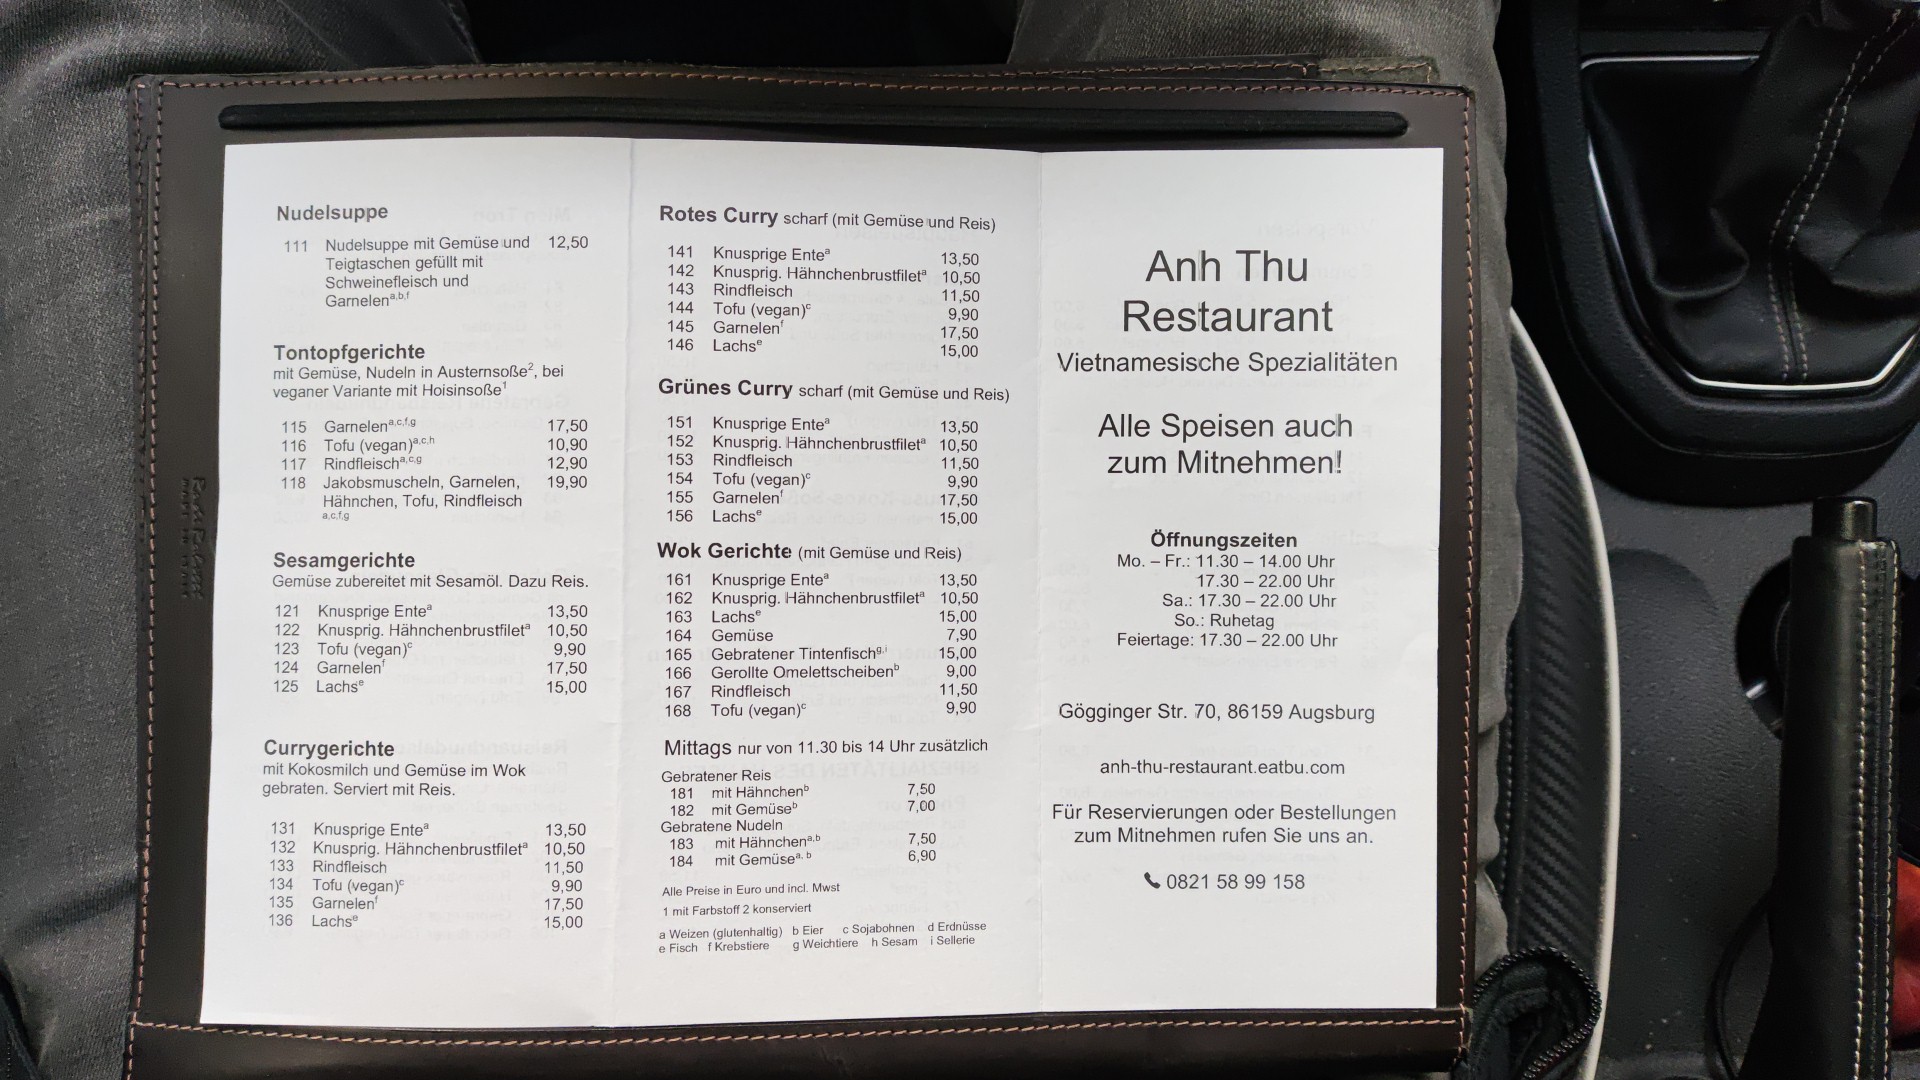 Nudelsuppe
111 Nudelsuppe mit Gemüse und 12,50
Teigtaschen gefüllt mit
Schweinefleisch und
Garnelen a,b,f
Tontopfgerichte
mit Gemüse, Nudeln in Austernsoße2, bei
veganer Variante mit Hoisinsoße1
115 Garnelen a,c,f,g 17,50
116 Tofu (vegan) a,c,h 10,90
117 Rindfleisch a,c,g 12,90
118 Jakobsmuscheln, Garnelen, 19,90
Hähnchen, Tofu, Rindfleisch
a,c,f,g
Sesamgerichte
Gemüse zubereitet mit Sesamöl. Dazu Reis.
121 Knusprige Ente a 13,50
122 Knusprig. Hähnchenbrustfilet a 10,50
123 Tofu (vegan) c 9,90
124 Garnelen f 17,50
125 Lachs e 15,00
Currygerichte
mit Kokosmilch und Gemüse im Wok
gebraten. Serviert mit Reis.
131 Knusprige Ente a 13,50
132 Knusprig. Hähnchenbrustfilet a 10,50
133 Rindfleisch 11,50
134 Tofu (vegan) c 9,90
135 Garnelen f 17,50
136 Lachs e 15,00
Rotes Curry scharf (mit Gemüse und Reis)
141 Knusprige Ente a 13,50
142 Knusprig. Hähnchenbrustfilet a 10,50
143 Rindfleisch 11,50
144 Tofu (vegan) c 9,90
145 Garnelen f 17,50
146 Lachs e 15,00
Grünes Curry scharf (mit Gemüse und Reis)
151 Knusprige Ente a 13,50
152 Knusprig. Hähnchenbrustfilet a 10,50
153 Rindfleisch 11,50
154 Tofu (vegan) c 9,90
155 Garnelen f 17,50
156 Lachs e 15,00
Wok Gerichte (mit Gemüse und Reis)
161 Knusprige Ente a 13,50
162 Knusprig. Hähnchenbrustfilet a 10,50
163 Lachs e 15,00
164 Gemüse 7,90
165 Gebratener Tintenfisch g,i 15,00
166 Gerollte Omelettscheiben b 9,00
167 Rindfleisch 11,50
168 Tofu (vegan) c 9,90
Mittags nur von 11.30 bis 14 Uhr zusätzlich
Gebratener Reis
181 mit Hähnchen b 7,50
182 mit Gemüse b 7,00
Gebratene Nudeln
183 mit Hähnchen a,b 7,50
184 mit Gemüse a, b 6,90
Alle Preise in Euro und incl. Mwst
1 mit Farbstoff 2 konserviert
a Weizen (glutenhaltig) b Eier c Sojabohnen d Erdnüsse
e Fisch f Krebstiere g Weichtiere h Sesam i Sellerie
Anh Thu
Restaurant
Vietnamesische Spezialitäten
Alle Speisen auch
zum Mitnehmen!
Öffnungszeiten
Mo. – Fr.: 11.30 – 14.00 Uhr
17.30 – 22.00 Uhr
Sa.: 17.30 – 22.00 Uhr
So.: Ruhetag
Feiertage: 17.30 – 22.00 Uhr
Gögginger Str. 70, 86159 Augsburg
anh-thu-restaurant.eatbu.com
Für Reservierungen oder Bestellungen
zum Mitnehmen rufen Sie uns an.
0821 58 99 158